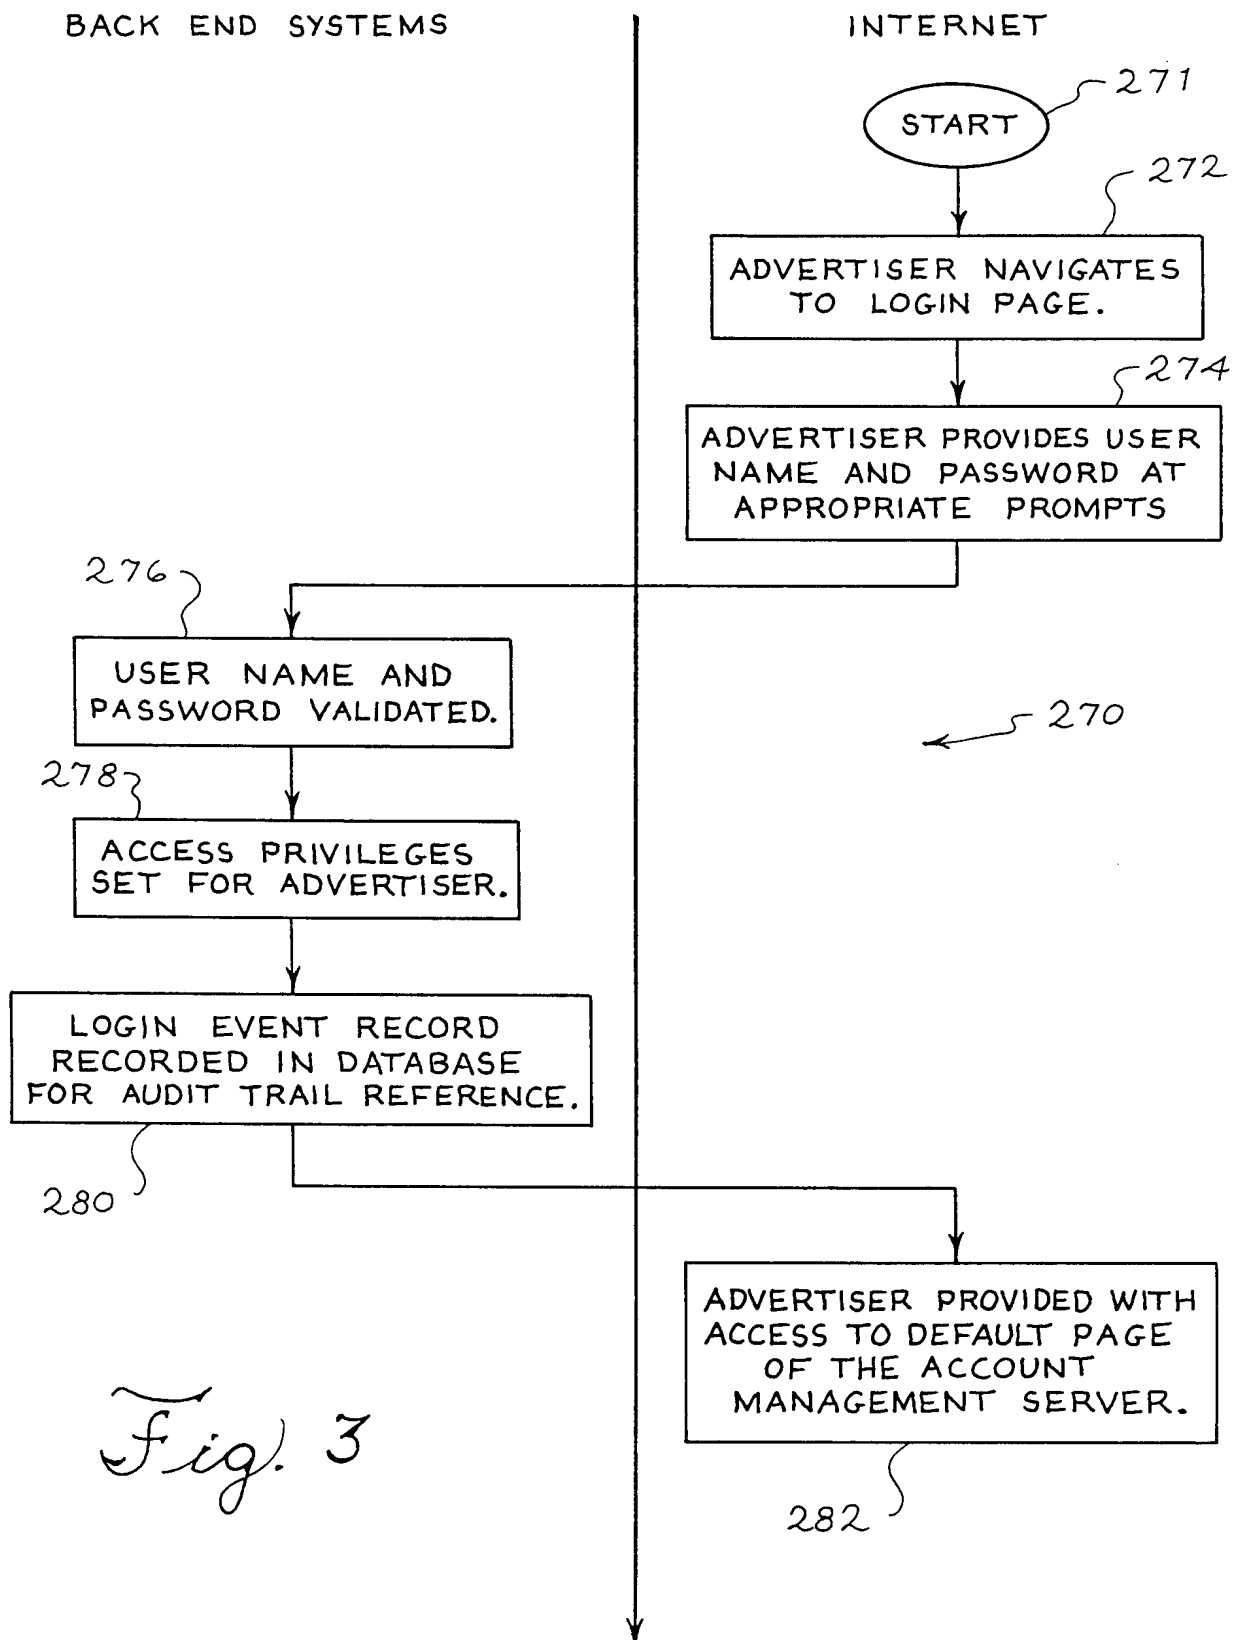 BACK END SYSTEMS
INTERNET
271
START
272
ADVERTISER NAVIGATES
TO LOGIN PAGE.
274
ADVERTISER PROVIDES USER
NAME AND PASSWORD AT
APPROPRIATE PROMPTS
276
USER NAME AND
PASSWORD VALIDATED.
270
278
ACCESS PRIVILEGES
SET FOR ADVERTISER.
LOGIN EVENT RECORD
RECORDED IN DATABASE
FOR AUDIT TRAIL REFERENCE.
280
ADVERTISER PROVIDED WITH
ACCESS TO DEFAULT PAGE
OF THE ACCOUNT
MANAGEMENT SERVER.
282
Fig. 3